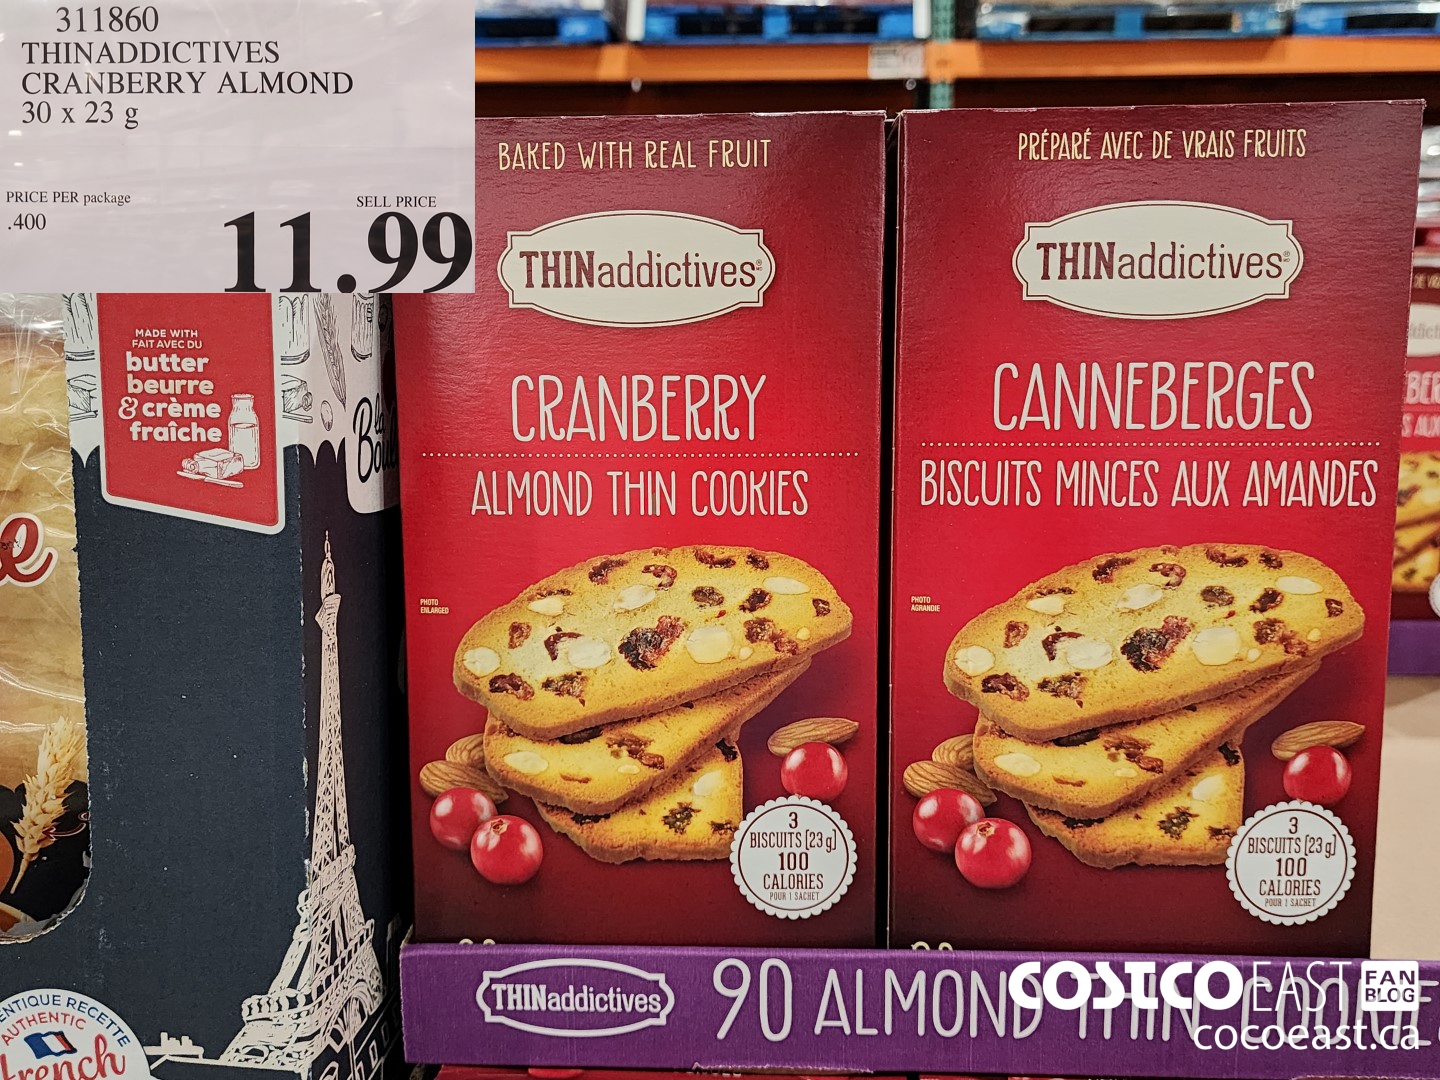 311860
THINADDICTIVES
CRANBERRY ALMOND
30 x 23 g
PRICE PER package
.400
SELL PRICE
11.99
MADE WITH
FAIT AVEC DU
butter
beurre
& crème
fraîche
BAKED WITH REAL FRUIT
THINaddictives
CRANBERRY
ALMOND THIN COOKIES
PHOTO
ENLARGED
3
BISCUITS (23 g)
100
CALORIES
POUR 1 SACHET
PRÉPARÉ AVEC DE VRAIS FRUITS
THINaddictives
CANNEBERGES
BISCUITS MINCES AUX AMANDES
PHOTO
AGRANDIE
3
BISCUITS (23 g)
100
CALORIES
POUR 1 SACHET
THINaddictives
90 ALMOND THIN COOKIE
COSTCO EAST FAN BLOG
cocoeast.ca
AUTHENTIC
RECETTE
French